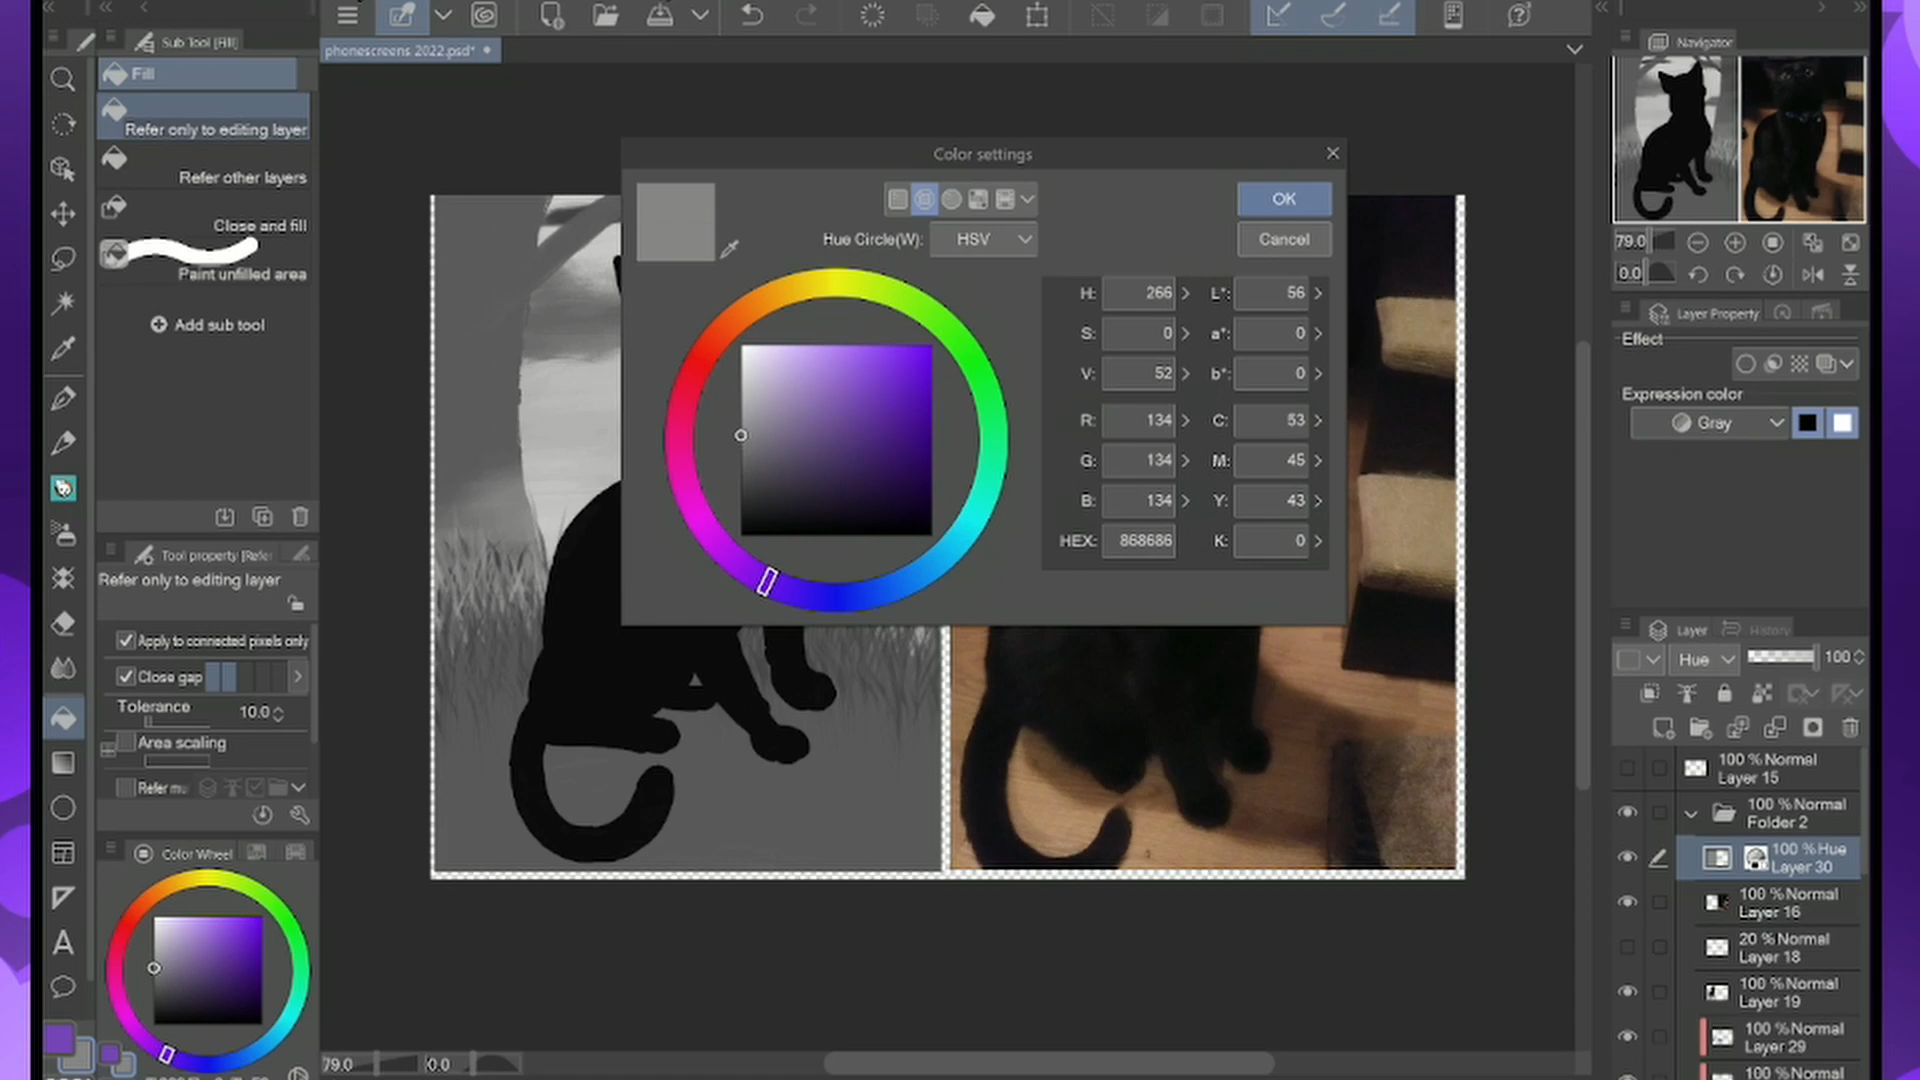 Sub Tool [Fill]
Fill
Refer only to editing layer
Refer other layers
Close and fill
Paint unfilled area
Add sub tool
Tool property [Refer
Refer only to editing layer
Apply to connected pixels only
Close gap
Tolerance 10.0
Area scaling
Refer mu
Color Wheel
phonescreens 2022.psd*
Color settings
OK
Hue Circle(W): HSV
Cancel
H: 266 L*: 56
S: 0 a*: 0
V: 52 b*: 0
R: 134 C: 53
G: 134 M: 45
B: 134 Y: 43
HEX: 868686 K: 0
79.0 0.0
Navigator
79.0
0.0
Layer Property
Effect
Expression color
Gray
Layer History
Hue 100
100 % Normal
Layer 15
100 % Normal
Folder 2
100 % Hue
Layer 30
100 % Normal
Layer 16
20 % Normal
Layer 18
100 % Normal
Layer 19
100 % Normal
Layer 29
100 % Normal